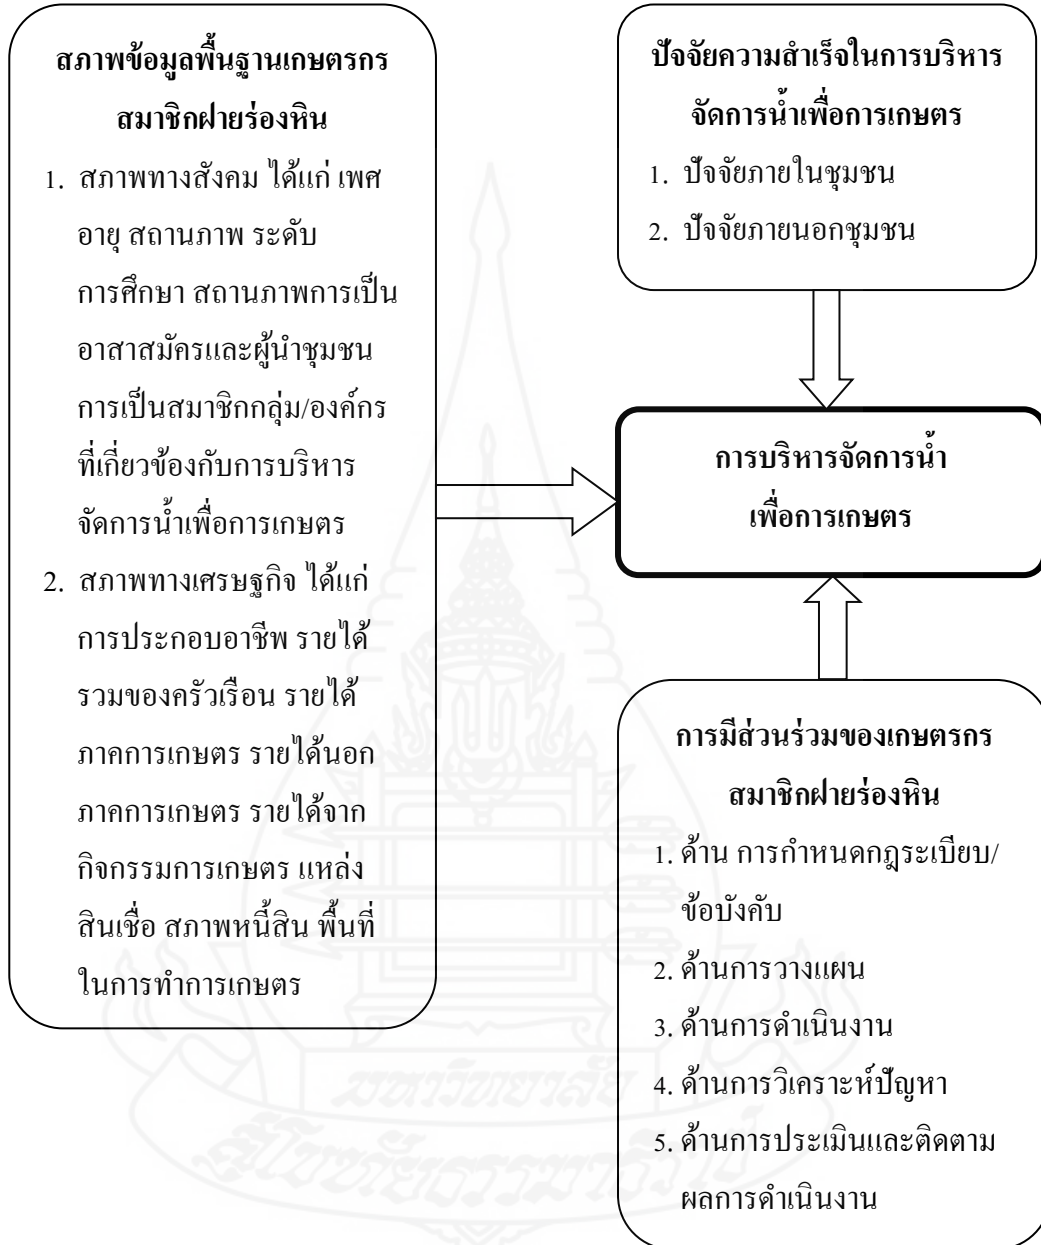 สภาพข้อมูลพื้นฐานเกษตรกร
สมาชิกฝายร่องหิน
1. สภาพทางสังคม ได้แก่ เพศ
อายุ สถานภาพ ระดับ
การศึกษา สถานภาพการเป็น
อาสาสมัครและผู้นำชุมชน
การเป็นสมาชิกกลุ่ม/องค์กร
ที่เกี่ยวข้องกับการบริหาร
จัดการน้ำเพื่อการเกษตร
2. สภาพทางเศรษฐกิจ ได้แก่
การประกอบอาชีพ รายได้
รวมของครัวเรือน รายได้
ภาคการเกษตร รายได้นอก
ภาคการเกษตร รายได้จาก
กิจกรรมการเกษตร แหล่ง
สินเชื่อ สภาพหนี้สิน พื้นที่
ในการทำการเกษตร
ปัจจัยความสำเร็จในการบริหาร
จัดการน้ำเพื่อการเกษตร
1. ปัจจัยภายในชุมชน
2. ปัจจัยภายนอกชุมชน
การบริหารจัดการน้ำ
เพื่อการเกษตร
การมีส่วนร่วมของเกษตรกร
สมาชิกฝายร่องหิน
1. ด้าน การกำหนดกฎระเบียบ/
ข้อบังคับ
2. ด้านการวางแผน
3. ด้านการดำเนินงาน
4. ด้านการวิเคราะห์ปัญหา
5. ด้านการประเมินและติดตาม
ผลการดำเนินงาน
มหาวิทยาลัย
สุโขทัยธรรมาธิราช